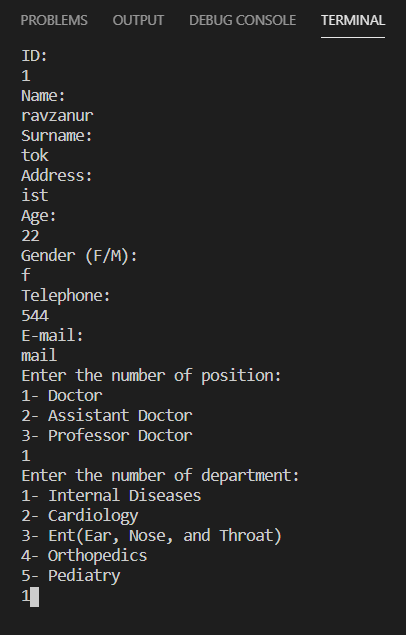 PROBLEMS OUTPUT DEBUG CONSOLE TERMINAL
ID:
1
Name:
ravzanur
Surname:
tok
Address:
ist
Age:
22
Gender (F/M):
f
Telephone:
544
E-mail:
mail
Enter the number of position:
1- Doctor
2- Assistant Doctor
3- Professor Doctor
1
Enter the number of department:
1- Internal Diseases
2- Cardiology
3- Ent(Ear, Nose, and Throat)
4- Orthopedics
5- Pediatry
1